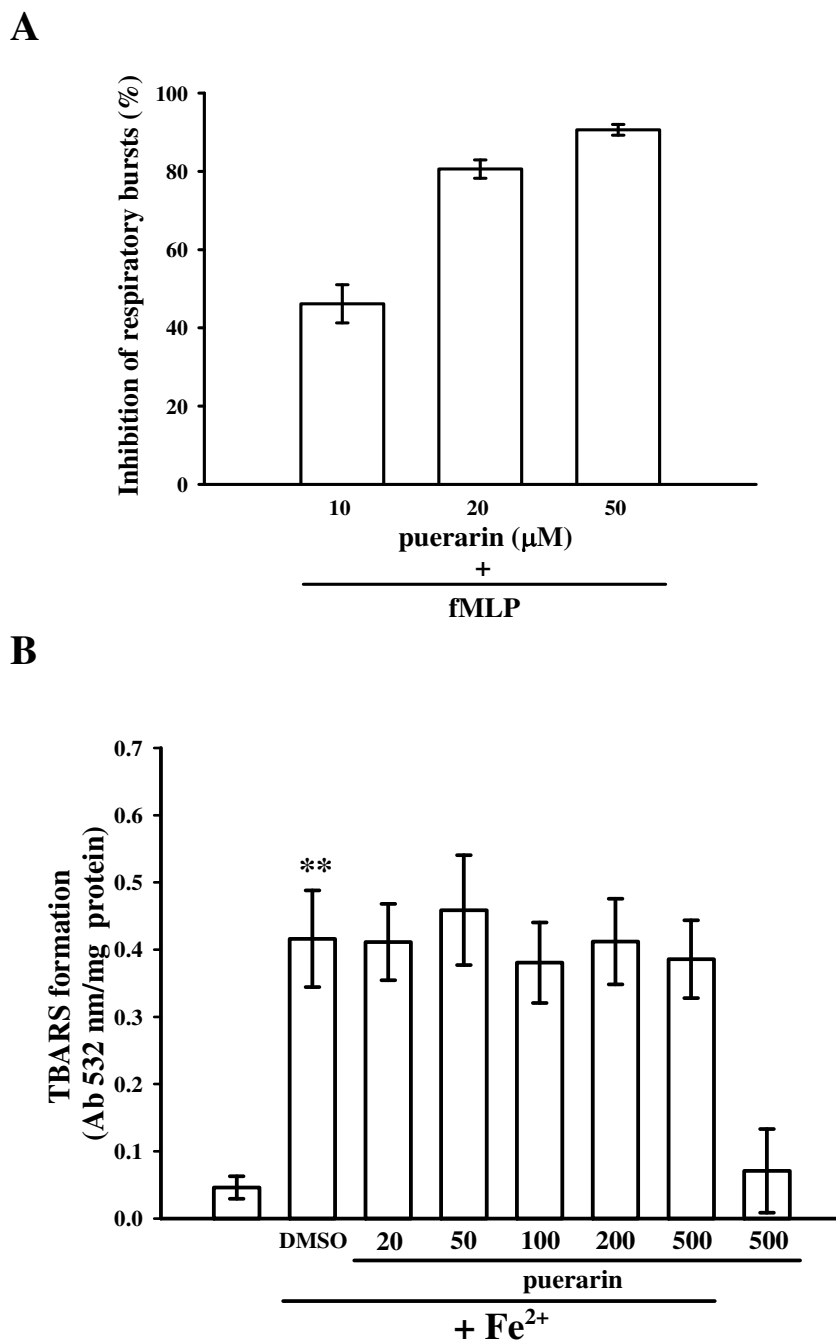 A
Inhibition of respiratory bursts (%)
100
80
60
40
20
0
10 20 50
puerarin (μM)
+
fMLP
B
TBARS formation
(Ab 532 nm/mg protein)
0.7
0.6
0.5
0.4
0.3
0.2
0.1
0.0
**
DMSO 20 50 100 200 500 500
puerarin
+ Fe²⁺